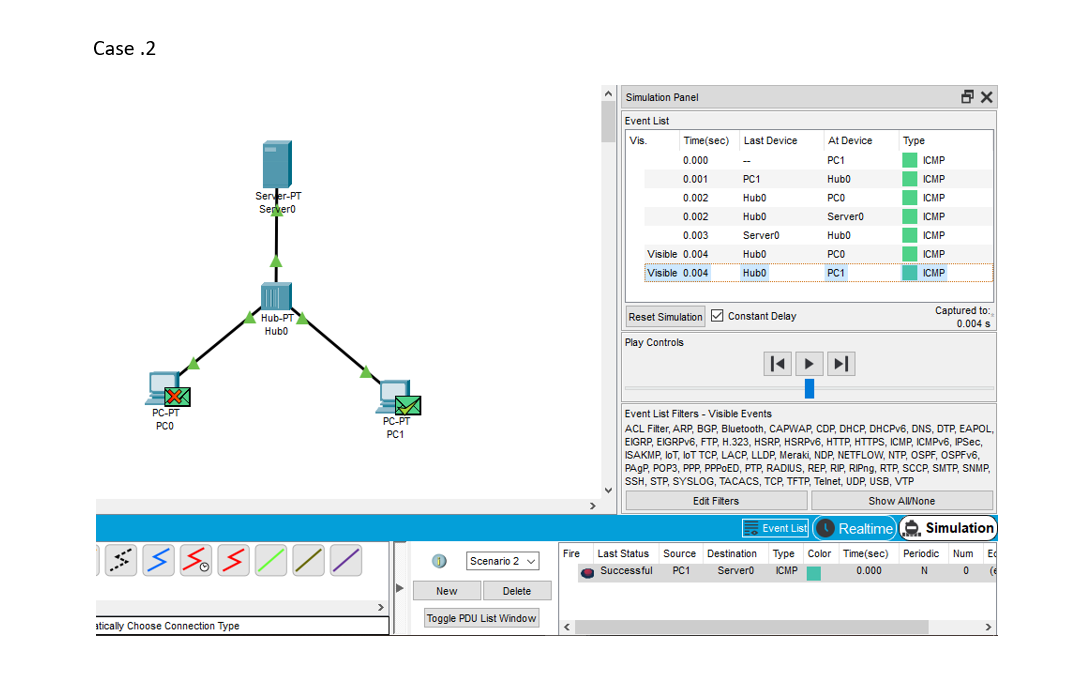 Case .2
Simulation Panel
Event List
Vis. Time(sec) Last Device At Device Type
0.000 -- PC1 ICMP
0.001 PC1 Hub0 ICMP
0.002 Hub0 PC0 ICMP
0.002 Hub0 Server0 ICMP
0.003 Server0 Hub0 ICMP
Visible 0.004 Hub0 PC0 ICMP
Visible 0.004 Hub0 PC1 ICMP
Reset Simulation Constant Delay Captured to:
0.004 s
Play Controls
Event List Filters - Visible Events
ACL Filter, ARP, BGP, Bluetooth, CAPWAP, CDP, DHCP, DHCPv6, DNS, DTP, EAPOL,
EIGRP, EIGRPv6, FTP, H.323, HSRP, HSRPv6, HTTP, HTTPS, ICMP, ICMPv6, IPSec,
ISAKMP, IoT, IoT TCP, LACP, LLDP, Meraki, NDP, NETFLOW, NTP, OSPF, OSPFv6,
PAgP, POP3, PPP, PPPoED, PTP, RADIUS, REP, RIP, RIPng, RTP, SCCP, SMTP, SNMP,
SSH, STP, SYSLOG, TACACS, TCP, TFTP, Telnet, UDP, USB, VTP
Edit Filters Show All/None
Server-PT
Server0
Hub-PT
Hub0
PC-PT
PC0
PC-PT
PC1
Event List Realtime Simulation
Scenario 2
New Delete
Toggle PDU List Window
atically Choose Connection Type
Fire Last Status Source Destination Type Color Time(sec) Periodic Num
Successful PC1 Server0 ICMP 0.000 N 0